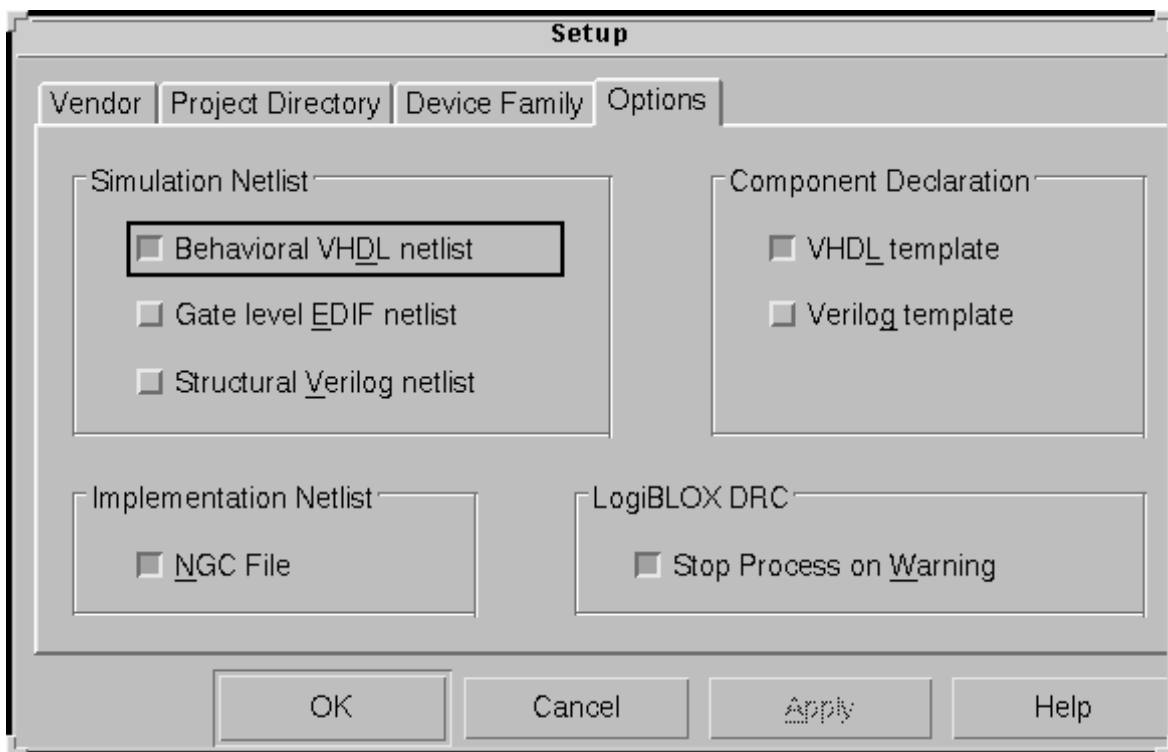 Setup
Vendor Project Directory Device Family Options
Simulation Netlist
Behavioral VHDL netlist
Gate level EDIF netlist
Structural Verilog netlist
Component Declaration
VHDL template
Verilog template
Implementation Netlist
NGC File
LogiBLOX DRC
Stop Process on Warning
OK Cancel Apply Help